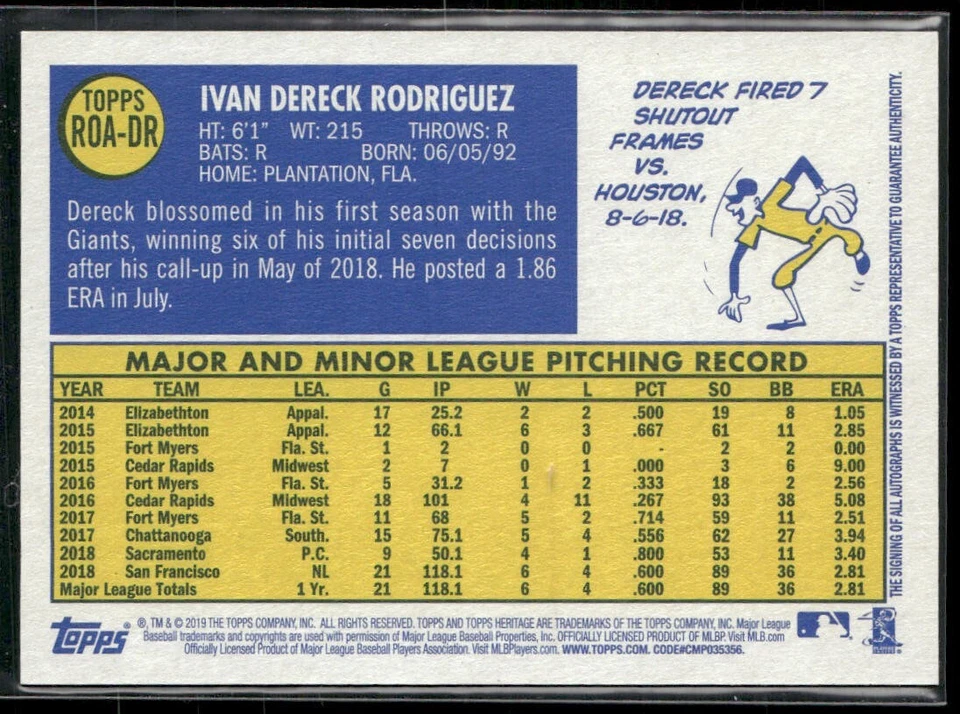 TOPPS
ROA-DR
IVAN DERECK RODRIGUEZ
HT: 6'1" WT: 215 THROWS: R
BATS: R BORN: 06/05/92
HOME: PLANTATION, FLA.
Dereck blossomed in his first season with the
Giants, winning six of his initial seven decisions
after his call-up in May of 2018. He posted a 1.86
ERA in July.
DERECK FIRED 7
SHUTOUT
FRAMES
VS.
HOUSTON,
8-6-18.
THE SIGNING OF ALL AUTOGRAPHS IS WITNESSED BY A TOPPS REPRESENTATIVE TO GUARANTEE AUTHENTICITY.
MAJOR AND MINOR LEAGUE PITCHING RECORD
YEAR TEAM LEA. G IP W L PCT SO BB ERA
2014 Elizabethton Appal. 17 25.2 2 2 .500 19 8 1.05
2015 Elizabethton Appal. 12 66.1 6 3 .667 61 11 2.85
2015 Fort Myers Fla. St. 1 2 0 0 - 2 2 0.00
2015 Cedar Rapids Midwest 2 7 0 1 .000 3 6 9.00
2016 Fort Myers Fla. St. 5 31.2 1 2 .333 18 2 2.56
2016 Cedar Rapids Midwest 18 101 4 11 .267 93 38 5.08
2017 Fort Myers Fla. St. 11 68 5 2 .714 59 11 2.51
2017 Chattanooga South. 15 75.1 5 4 .556 62 27 3.94
2018 Sacramento P.C. 9 50.1 4 1 .800 53 11 3.40
2018 San Francisco NL 21 118.1 6 4 .600 89 36 2.81
Major League Totals 1 Yr. 21 118.1 6 4 .600 89 36 2.81
Topps®
®, TM & © 2019 THE TOPPS COMPANY, INC. ALL RIGHTS RESERVED. TOPPS AND TOPPS HERITAGE ARE TRADEMARKS OF THE TOPPS COMPANY, INC. Major League
Baseball trademarks and copyrights are used with permission of Major League Baseball Properties, Inc. OFFICIALLY LICENSED PRODUCT OF MLBP. Visit MLB.com
Officially Licensed Product of Major League Baseball Players Association. Visit MLBPlayers.com. WWW.TOPPS.COM. CODE#CMP035356.